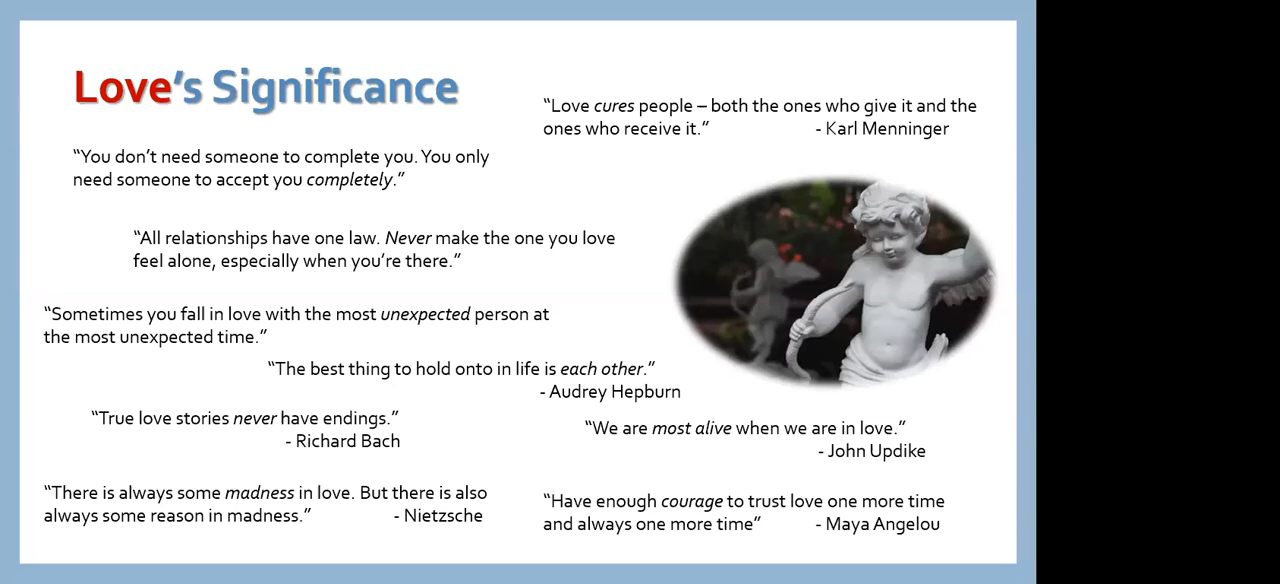 Love's Significance
“Love cures people – both the ones who give it and the
ones who receive it.” - Karl Menninger
“You don’t need someone to complete you. You only
need someone to accept you completely.”
“All relationships have one law. Never make the one you love
feel alone, especially when you’re there.”
“Sometimes you fall in love with the most unexpected person at
the most unexpected time.”
“The best thing to hold onto in life is each other.”
- Audrey Hepburn
“True love stories never have endings.”
- Richard Bach
“We are most alive when we are in love.”
- John Updike
“There is always some madness in love. But there is also
always some reason in madness.” - Nietzsche
“Have enough courage to trust love one more time
and always one more time” - Maya Angelou